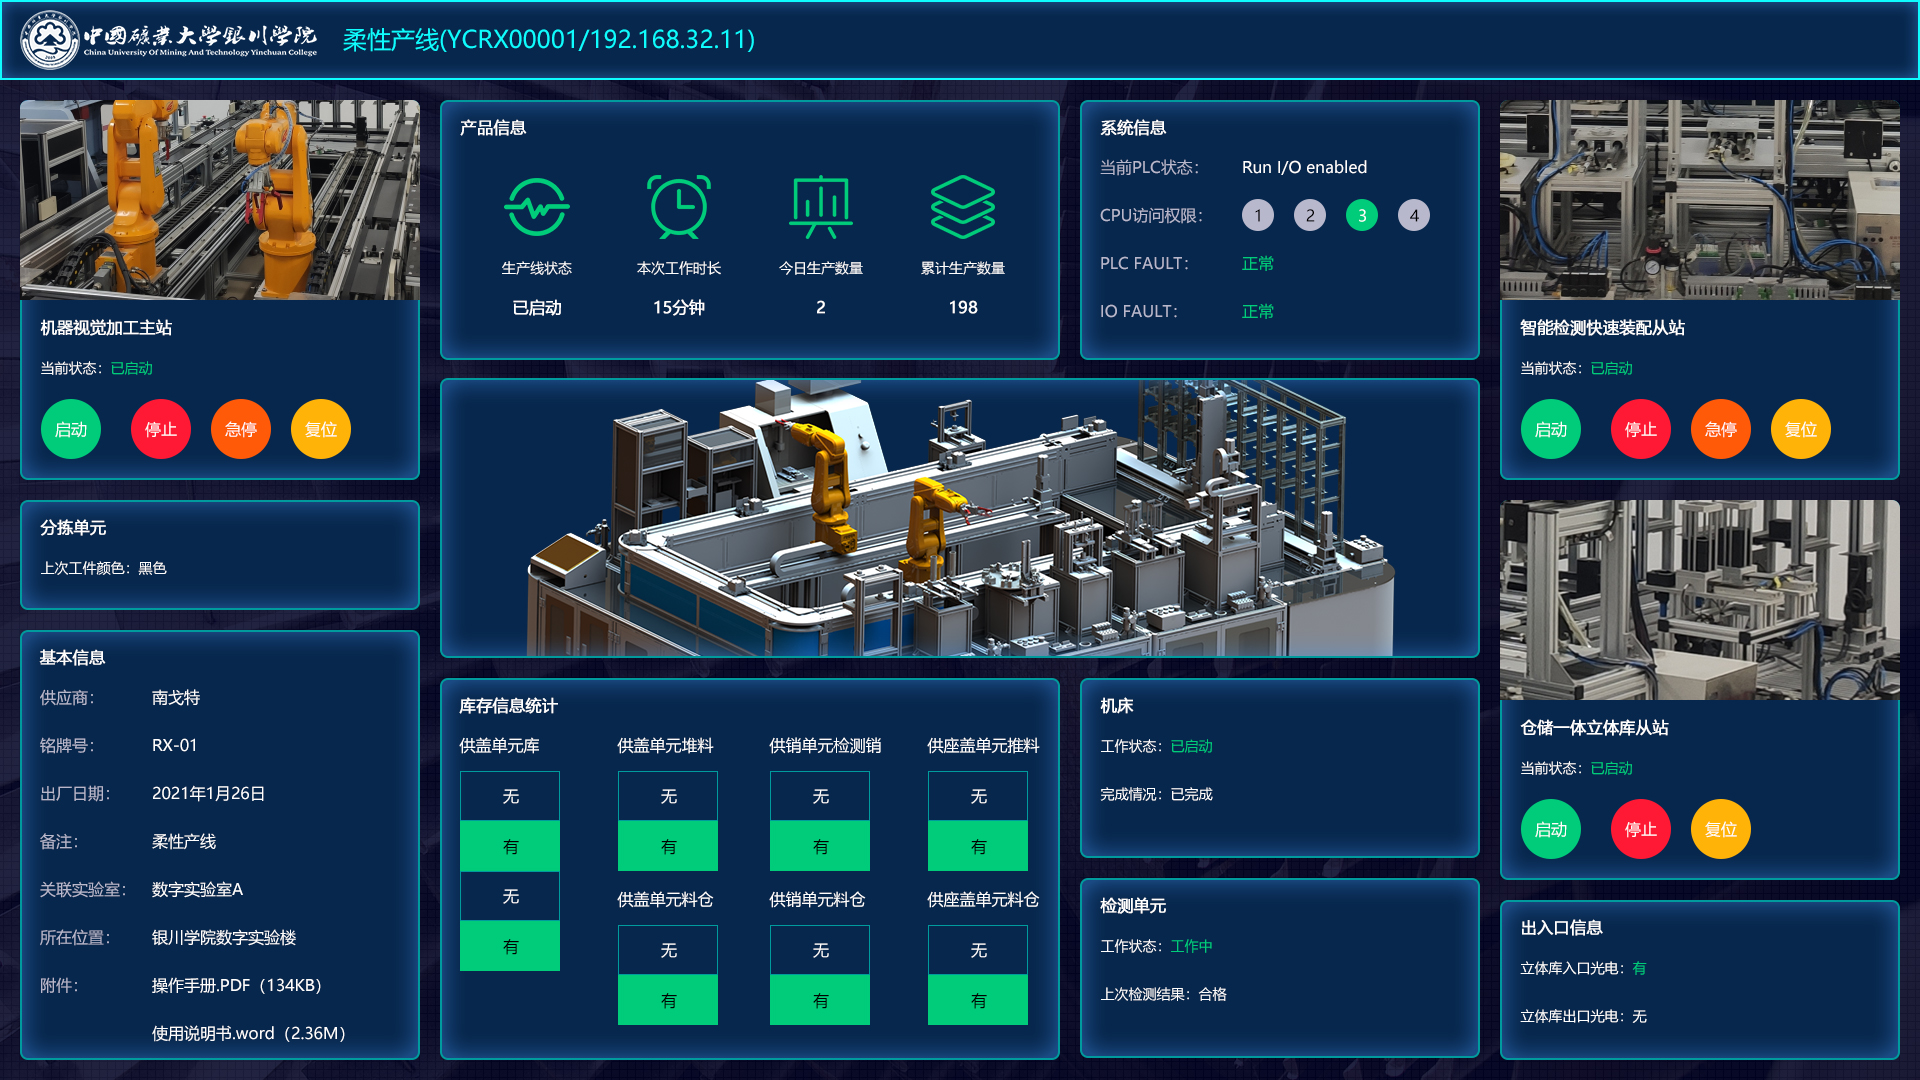 中國礦業大學銀川學院
China University Of Mining And Technology Yinchuan College
柔性产线(YCRX00001/192.168.32.11)
机器视觉加工主站
当前状态：已启动
启动 停止 急停 复位
分拣单元
上次工件颜色：黑色
基本信息
供应商： 南戈特
铭牌号： RX-01
出厂日期： 2021年1月26日
备注： 柔性产线
关联实验室： 数字实验室A
所在位置： 银川学院数字实验楼
附件： 操作手册.PDF（134KB）
使用说明书.word（2.36M）
产品信息
生产线状态 本次工作时长 今日生产数量 累计生产数量
已启动 15分钟 2 198
系统信息
当前PLC状态： Run I/O enabled
CPU访问权限： 1 2 3 4
PLC FAULT： 正常
IO FAULT： 正常
库存信息统计
供盖单元库 供盖单元堆料 供销单元检测销 供座盖单元推料
无 无 无 无
有 有 有 有
无 供盖单元料仓 供销单元料仓 供座盖单元料仓
有 无 无 无
有 有 有
机床
工作状态：已启动
完成情况：已完成
检测单元
工作状态：工作中
上次检测结果：合格
智能检测快速装配从站
当前状态：已启动
启动 停止 急停 复位
仓储一体立体库从站
当前状态：已启动
启动 停止 复位
出入口信息
立体库入口光电：有
立体库出口光电：无